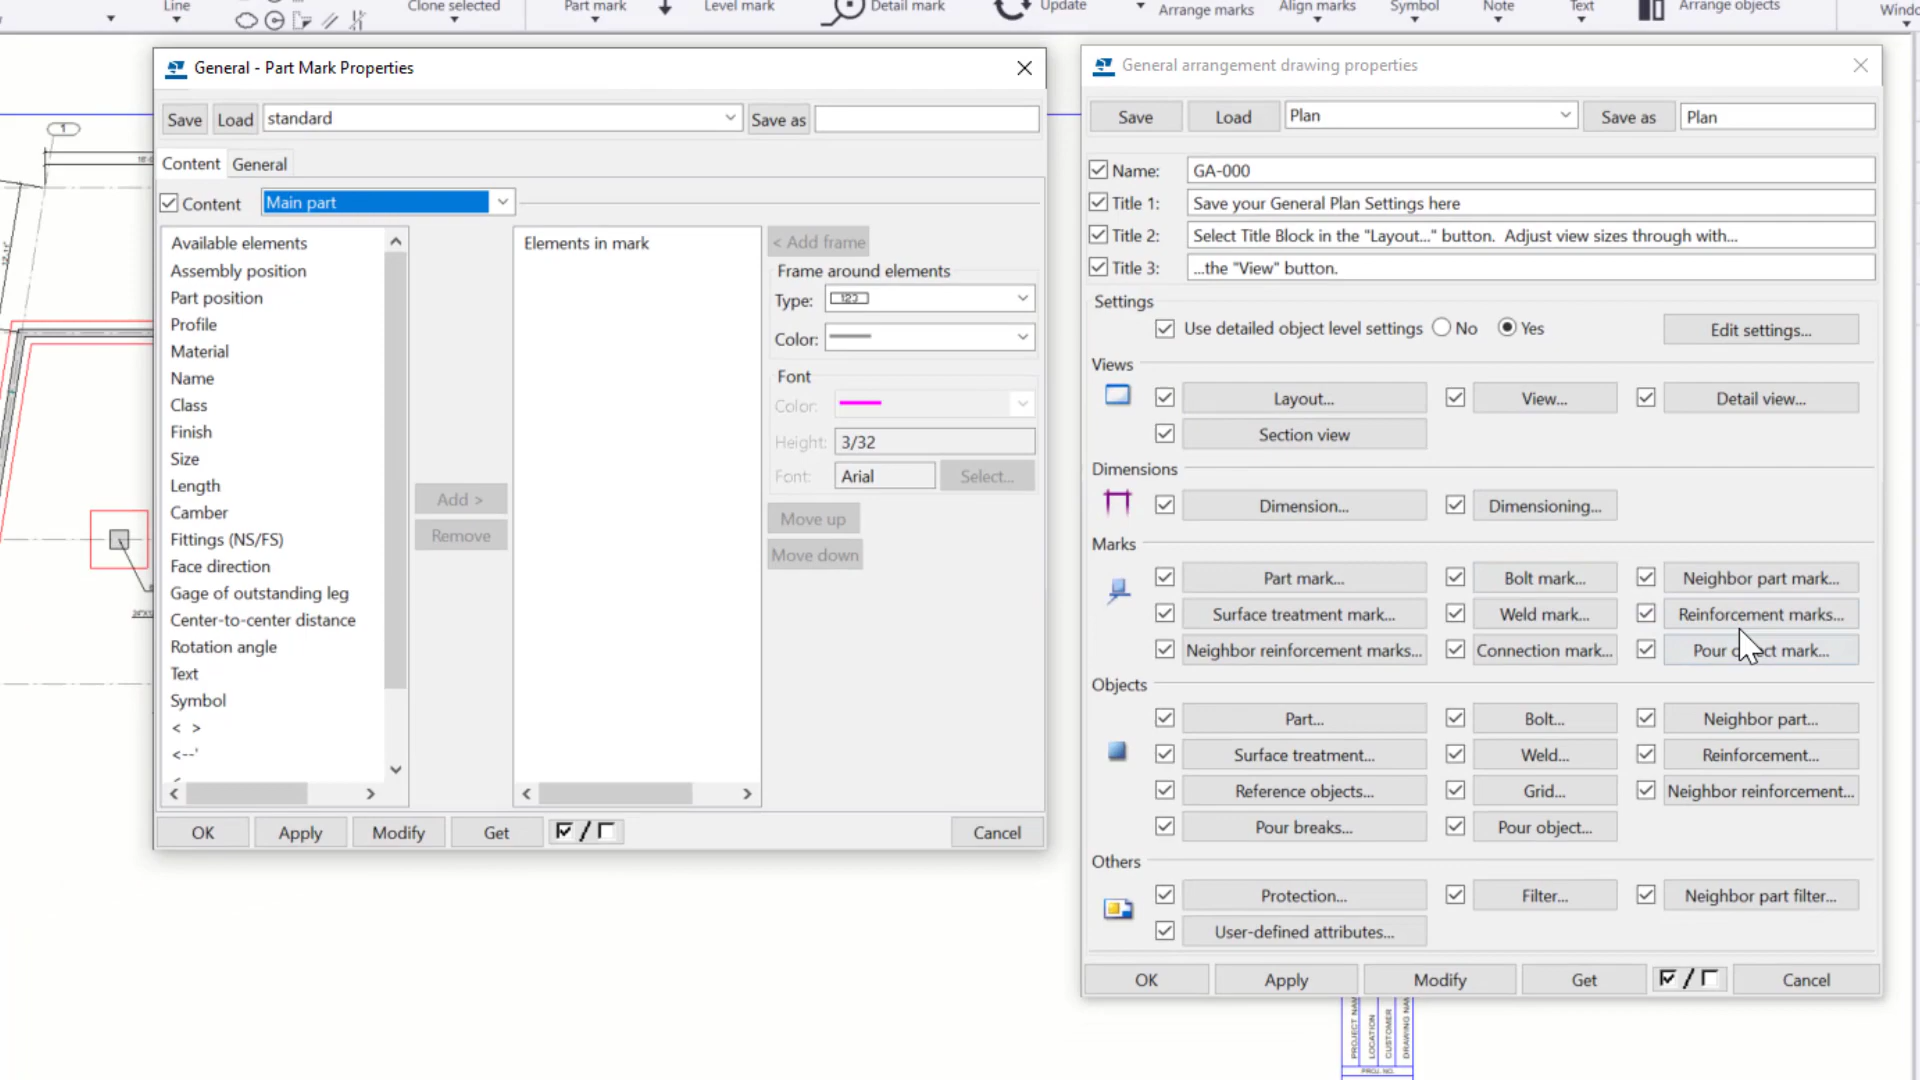 Line
Clone selected
Part mark
Level mark
Detail mark
Update
Arrange marks
Align marks
Symbol
Note
Text
Arrange objects
General - Part Mark Properties
Save
Load
standard
Save as
Content
General
Content
Main part
Available elements
Assembly position
Part position
Profile
Material
Name
Class
Finish
Size
Length
Camber
Fittings (NS/FS)
Face direction
Gage of outstanding leg
Center-to-center distance
Rotation angle
Text
Symbol
< >
<--'
Add >
Remove
Elements in mark
< Add frame
Frame around elements
Type:
123
Color:
Font
Color:
Height: 3/32
Font: Arial
Select...
Move up
Move down
OK
Apply
Modify
Get
Cancel
General arrangement drawing properties
Save
Load
Plan
Save as
Plan
Name: GA-000
Title 1: Save your General Plan Settings here
Title 2: Select Title Block in the "Layout..." button. Adjust view sizes through with...
Title 3: ...the "View" button.
Settings
Use detailed object level settings No Yes
Edit settings...
Views
Layout...
View...
Detail view...
Section view
Dimensions
Dimension...
Dimensioning...
Marks
Part mark...
Bolt mark...
Neighbor part mark...
Surface treatment mark...
Weld mark...
Reinforcement marks...
Neighbor reinforcement marks...
Connection mark...
Pour object mark...
Objects
Part...
Bolt...
Neighbor part...
Surface treatment...
Weld...
Reinforcement...
Reference objects...
Grid...
Neighbor reinforcement...
Pour breaks...
Pour object...
Others
Protection...
Filter...
Neighbor part filter...
User-defined attributes...
OK
Apply
Modify
Get
Cancel
1
LOCATION
CUSTOMER
PROJ. NO.